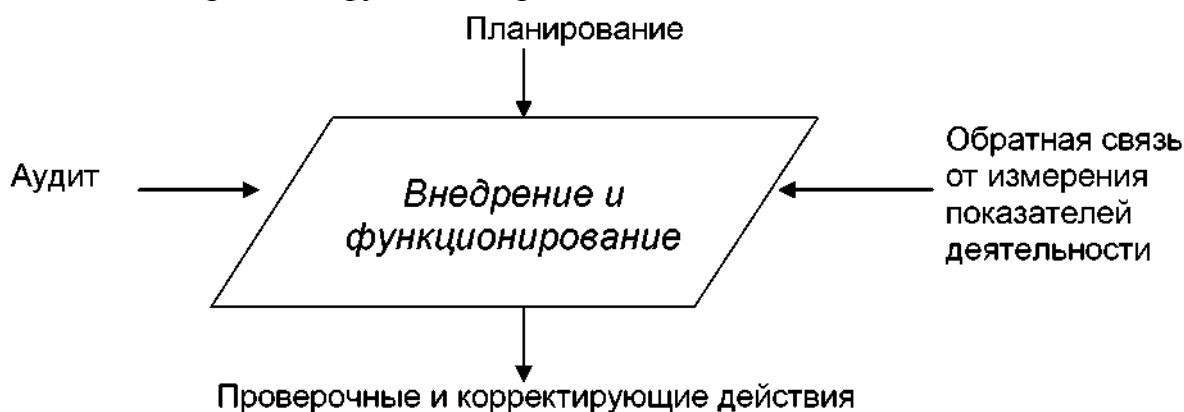 Планирование
Аудит
Внедрение и
функционирование
Обратная связь
от измерения
показателей
деятельности
Проверочные и корректирующие действия